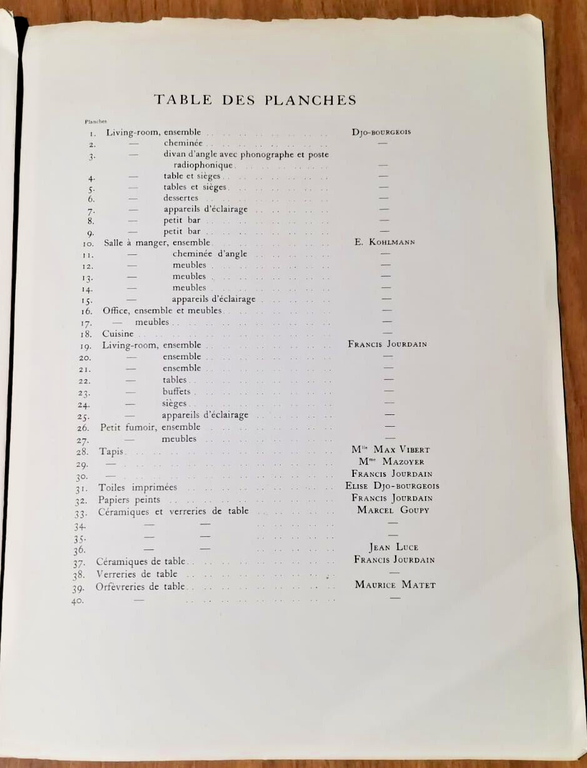 TABLE DES PLANCHES
Planches
1. Living-room, ensemble DJO-BOURGEOIS
2. — cheminée —
3. — divan d'angle avec phonographe et poste
radiophonique —
4. — table et sièges —
5. — tables et sièges —
6. — dessertes —
7. — appareils d'éclairage —
8. — petit bar —
9. — petit bar —
10. Salle à manger, ensemble E. KOHLMANN
11. — cheminée d'angle —
12. — meubles —
13. — meubles —
14. — meubles —
15. — appareils d'éclairage —
16. Office, ensemble et meubles —
17. — meubles —
18. Cuisine —
19. Living-room, ensemble FRANCIS JOURDAIN
20. — ensemble —
21. — ensemble —
22. — tables —
23. — buffets —
24. — sièges —
25. — appareils d'éclairage —
26. Petit fumoir, ensemble —
27. — meubles —
28. Tapis Mlle MAX VIBERT
29. — Mme MAZOYER
30. — FRANCIS JOURDAIN
31. Toiles imprimées ELISE DJO-BOURGEOIS
32. Papiers peints FRANCIS JOURDAIN
33. Céramiques et verreries de table MARCEL GOUPY
34. — — —
35. — — —
36. — — JEAN LUCE
37. Céramiques de table FRANCIS JOURDAIN
38. Verreries de table —
39. Orfèvreries de table MAURICE MATET
40. — —